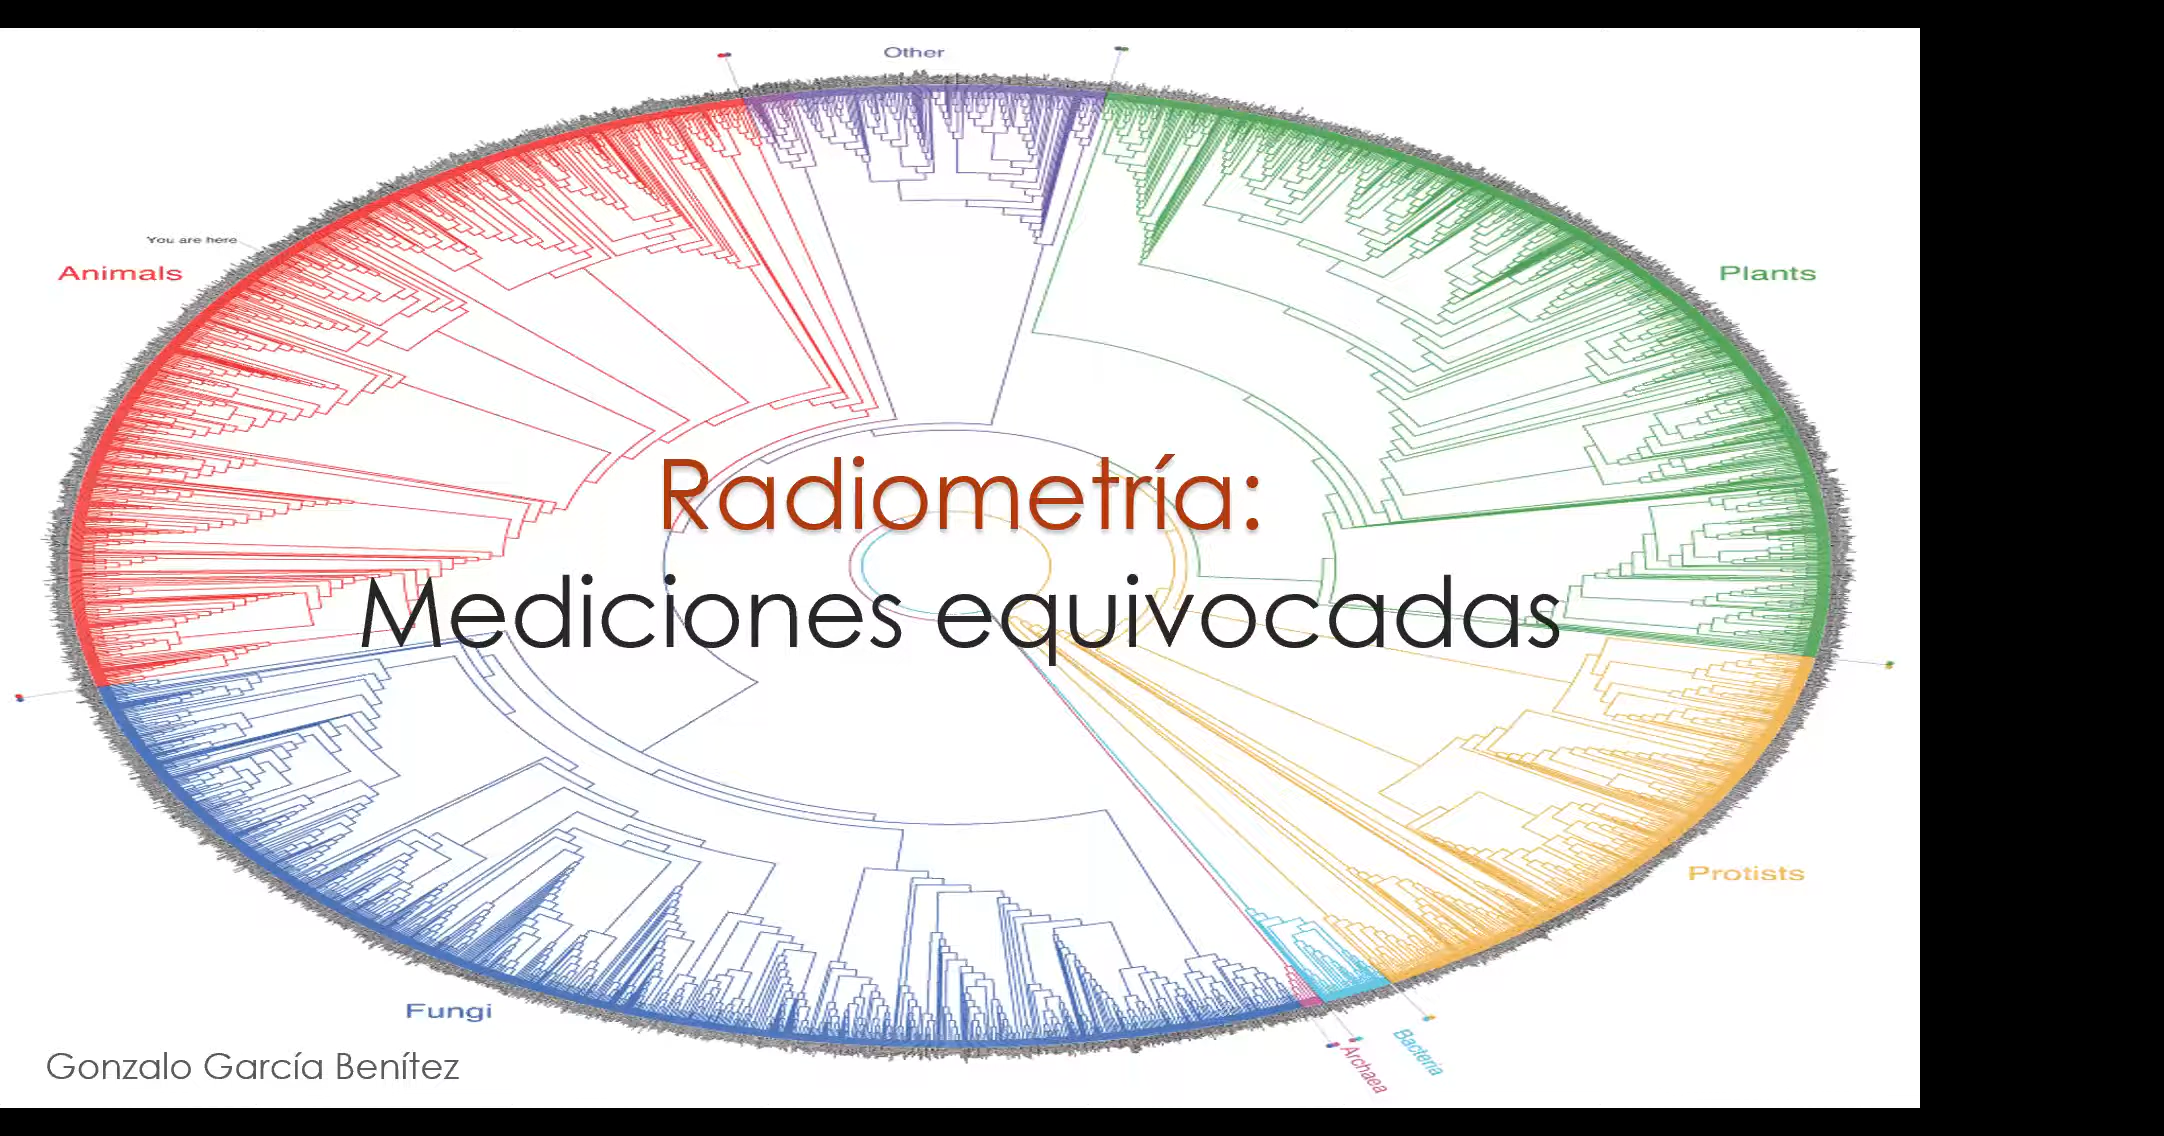 Other
You are here
Animals
Plants
Radiometría:
Mediciones equivocadas
Protists
Fungi
Bacteria
Archaea
Gonzalo García Benítez